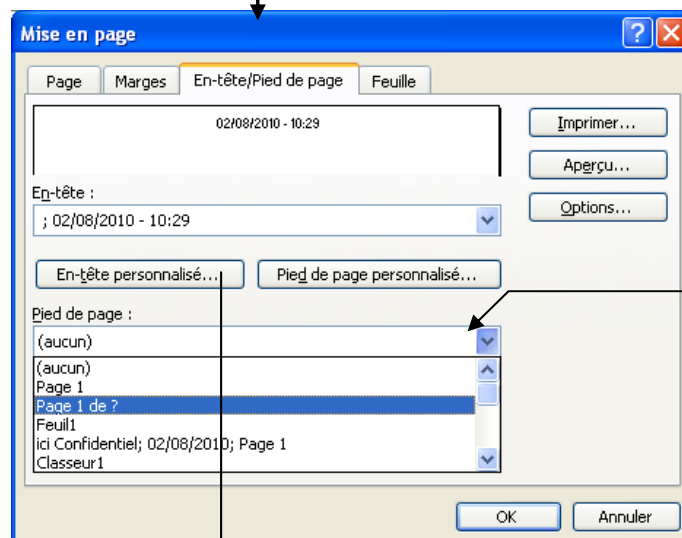 Mise en page
Page Marges En-tête/Pied de page Feuille
02/08/2010 - 10:29
Imprimer...
Aperçu...
Options...
En-tête :
; 02/08/2010 - 10:29
En-tête personnalisé... Pied de page personnalisé...
Pied de page :
(aucun)
(aucun)
Page 1
Page 1 de ?
Feuil1
ici Confidentiel; 02/08/2010; Page 1
Classeur1
OK Annuler